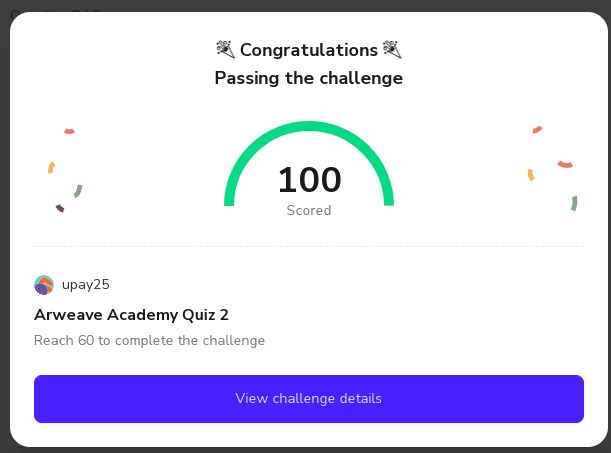 Congratulations
Passing the challenge
100
Scored
upay25
Arweave Academy Quiz 2
Reach 60 to complete the challenge
View challenge details